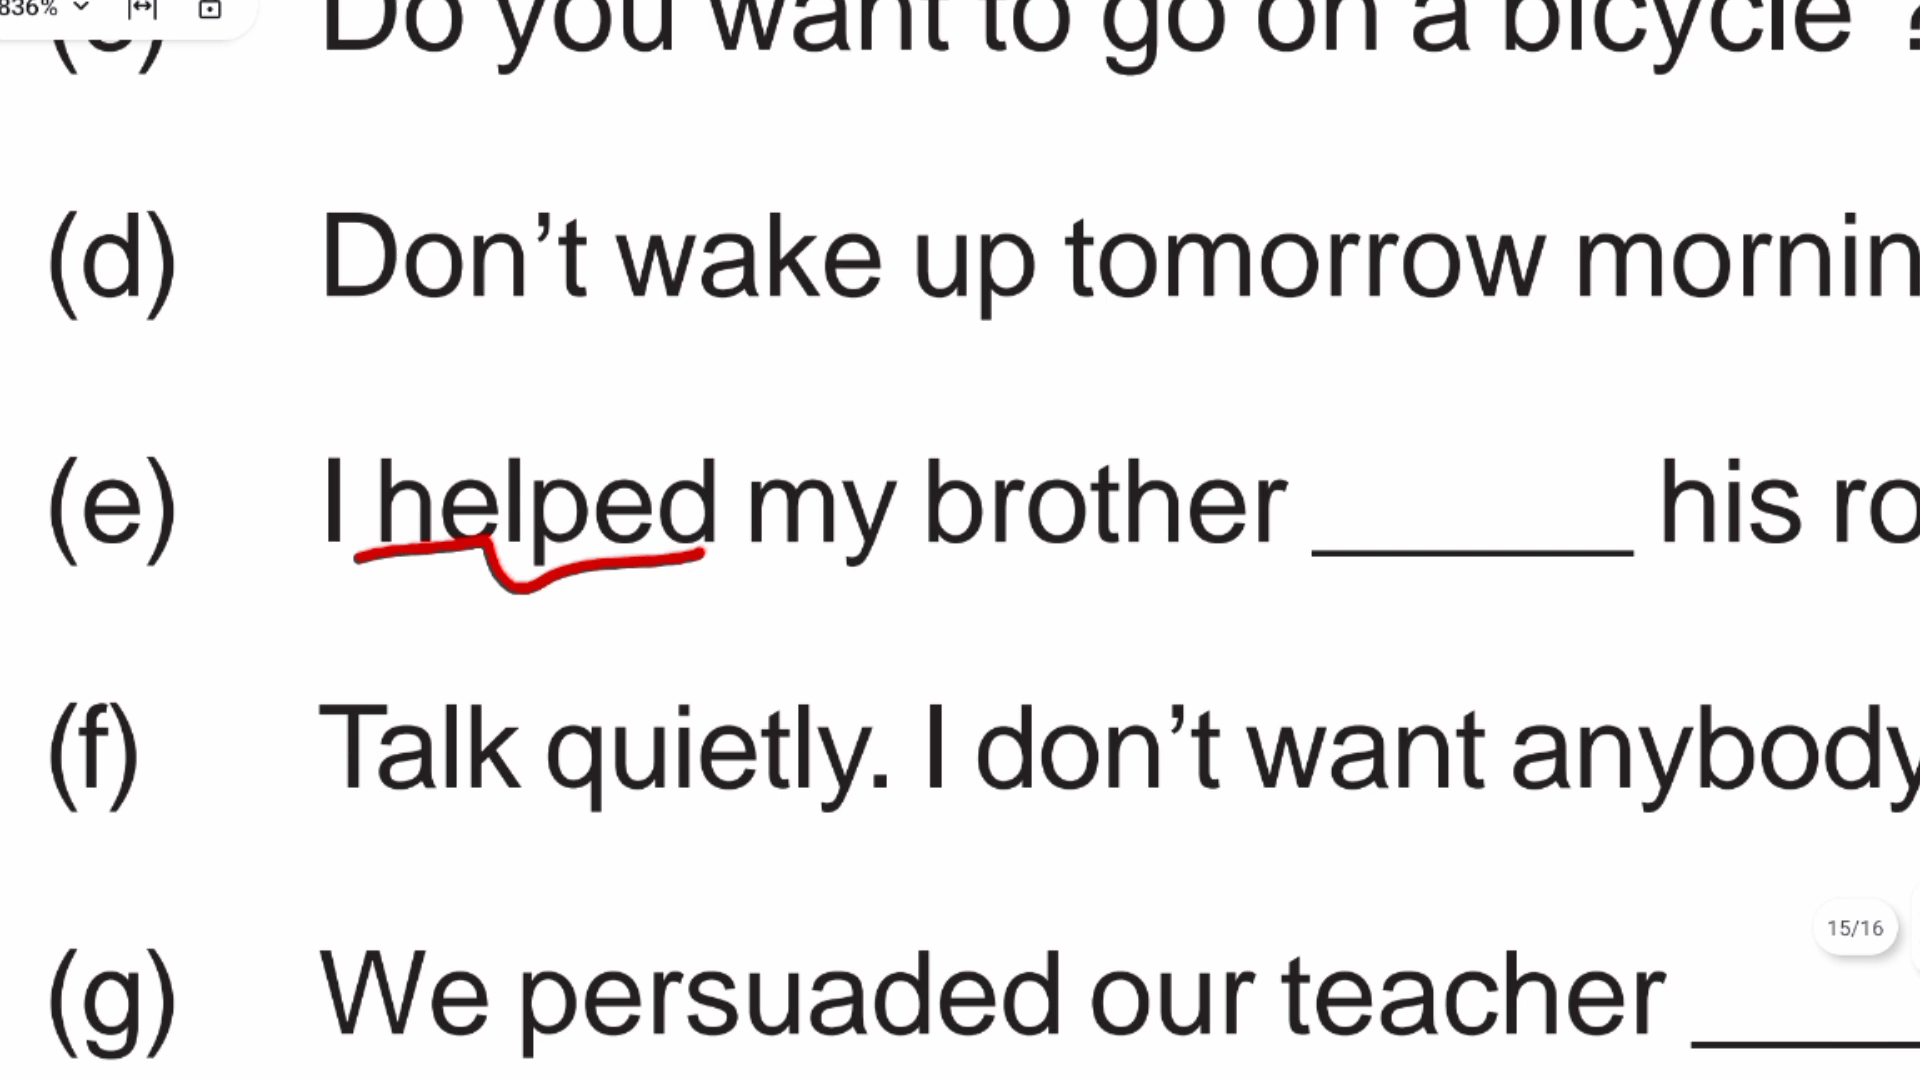 836%
Do you want to go on a bicycle
(d) Don’t wake up tomorrow mornin
(e) I helped my brother ______ his ro
(f) Talk quietly. I don’t want anybody
15/16
(g) We persuaded our teacher ____